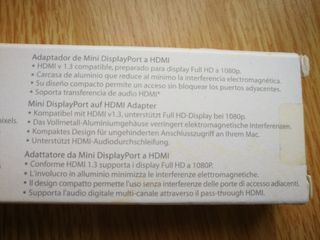 Adaptador de Mini DisplayPort a HDMI
• HDMI v 1.3 compatible, preparado para display Full HD a 1080p.
• Carcasa de aluminio que reduce al minimo la interferencia electromagnética.
• Su diseño compacto permite un acceso sin bloquear los puertos adyacentes.
• Soporta transferencia de audio HDMI*
Mini DisplayPort auf HDMI Adapter
• Kompatibel mit HDMI v1.3, unterstützt Full HD-Display bei 1080p.
• Das Vollmetall-Aluminiumgehäuse verringert elektromagnetische Interferenzen.
• Kompaktes Design für ungehinderten Anschlusszugriff an Ihrem Mac.
• Unterstützt HDMI-Audiodurchschleifung.
Adattatore da Mini DisplayPort a HDMI
• Conforme HDMI 1.3 supporta i display Full HD a 1080P.
• L'involucro in alluminio minimizza le interferenze elettromagnetiche.
• Il design compatto permette l'uso senza interferenze delle porte di accesso adiacenti.
• Supporta l'audio digitale multi-canale attraverso il pass-through HDMI.
pixels.